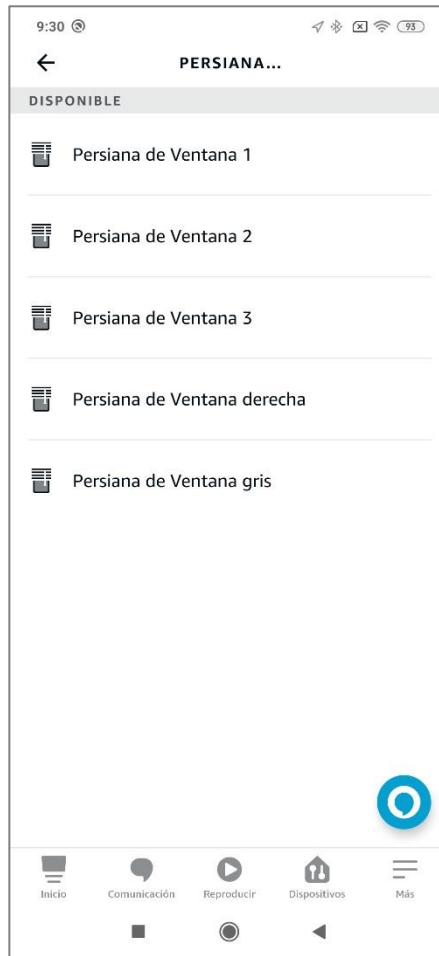 9:30
93
PERSIANA...
DISPONIBLE
Persiana de Ventana 1
Persiana de Ventana 2
Persiana de Ventana 3
Persiana de Ventana derecha
Persiana de Ventana gris
Inicio
Comunicación
Reproducir
Dispositivos
Más